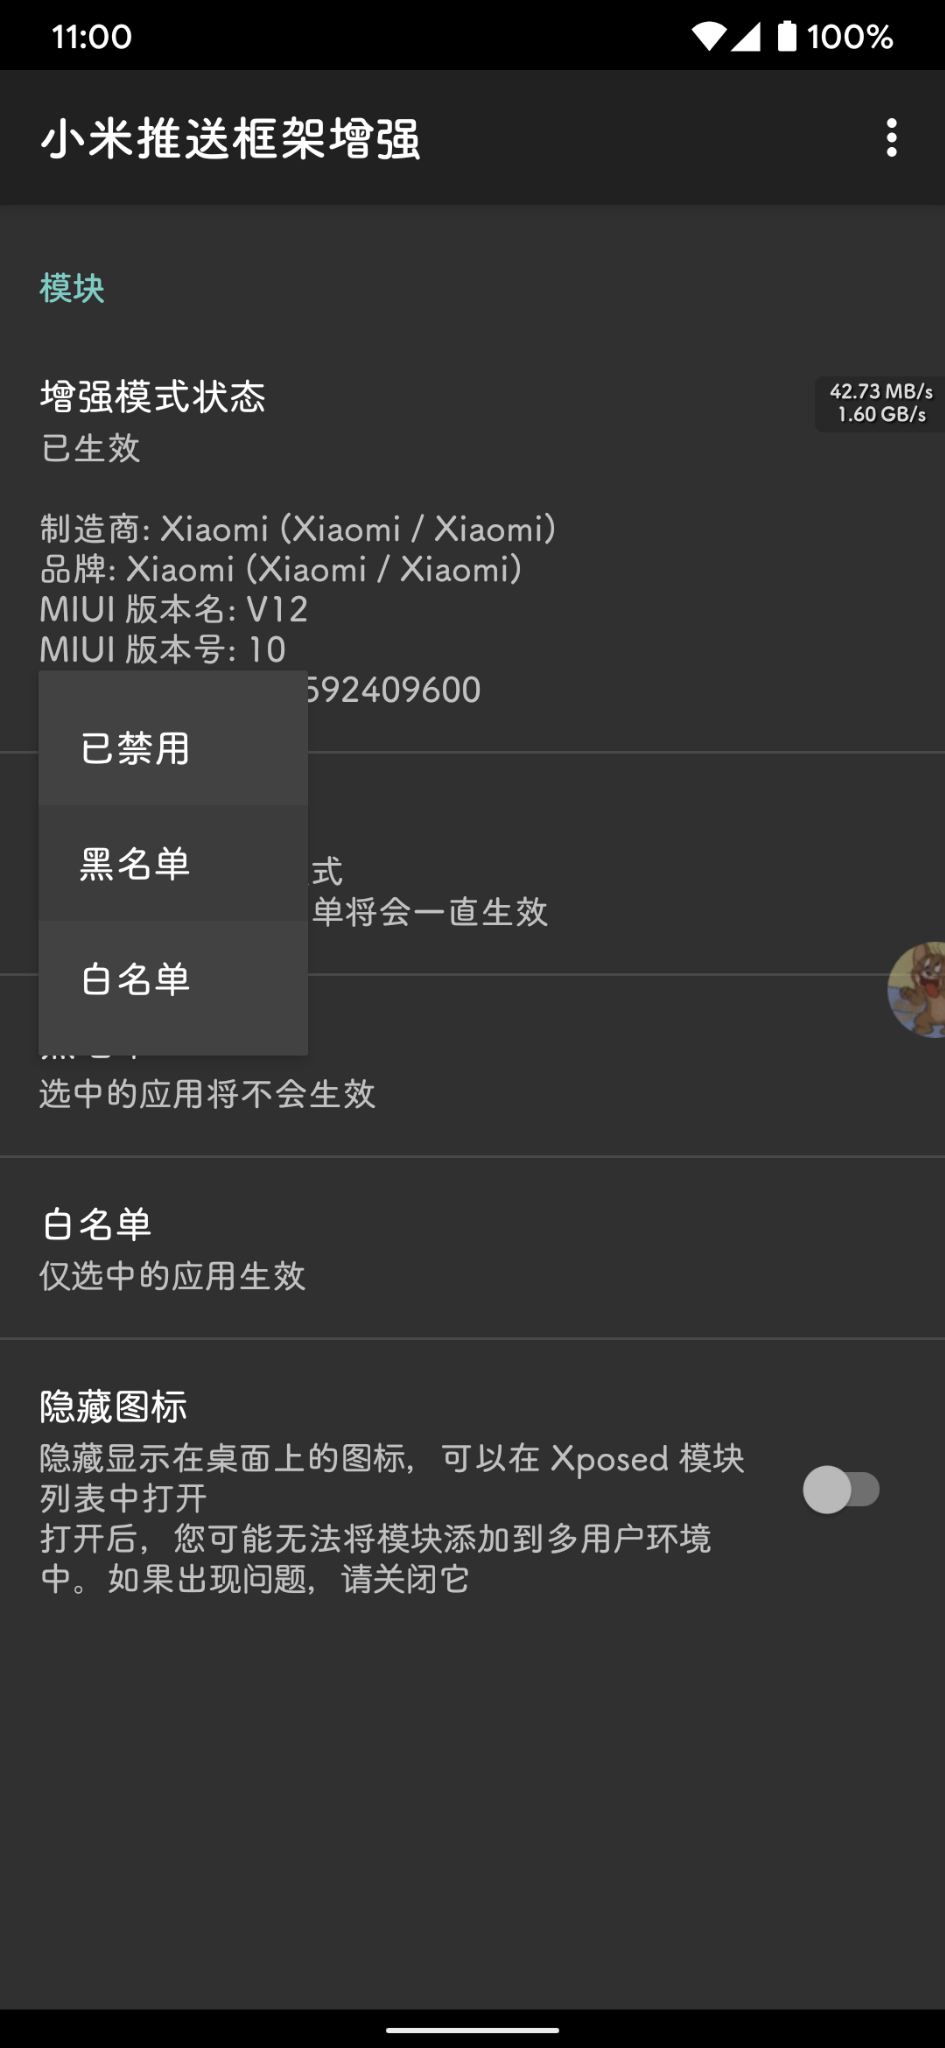 11:00
100%
小米推送框架增强
模块
增强模式状态
42.73 MB/s
1.60 GB/s
已生效
制造商: Xiaomi (Xiaomi / Xiaomi)
品牌: Xiaomi (Xiaomi / Xiaomi)
MIUI 版本名: V12
MIUI 版本号: 10
592409600
已禁用
黑名单
式
单将会一直生效
白名单
选中的应用将不会生效
白名单
仅选中的应用生效
隐藏图标
隐藏显示在桌面上的图标，可以在 Xposed 模块
列表中打开
打开后，您可能无法将模块添加到多用户环境
中。如果出现问题，请关闭它